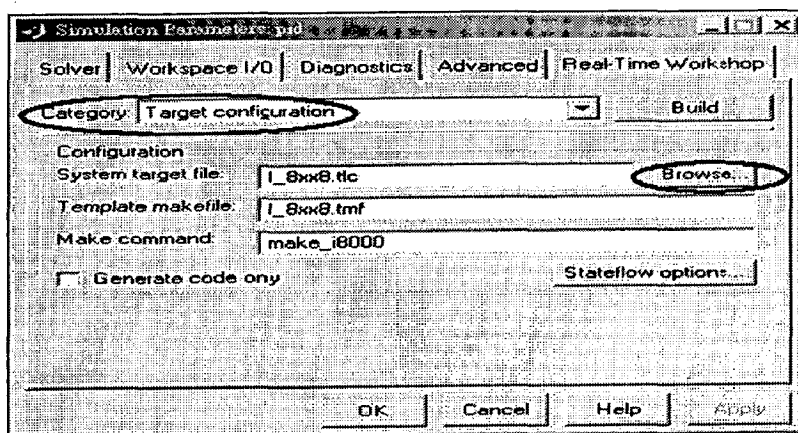 Simulation Parameters: pid
Solver Workspace I/O Diagnostics Advanced Real-Time Workshop
Category: Target configuration Build
Configuration
System target file: I_8xx8.tlc Browse...
Template makefile: I_8xx8.tmf
Make command: make_i8000
Generate code ony Stateflow options...
OK Cancel Help Apply